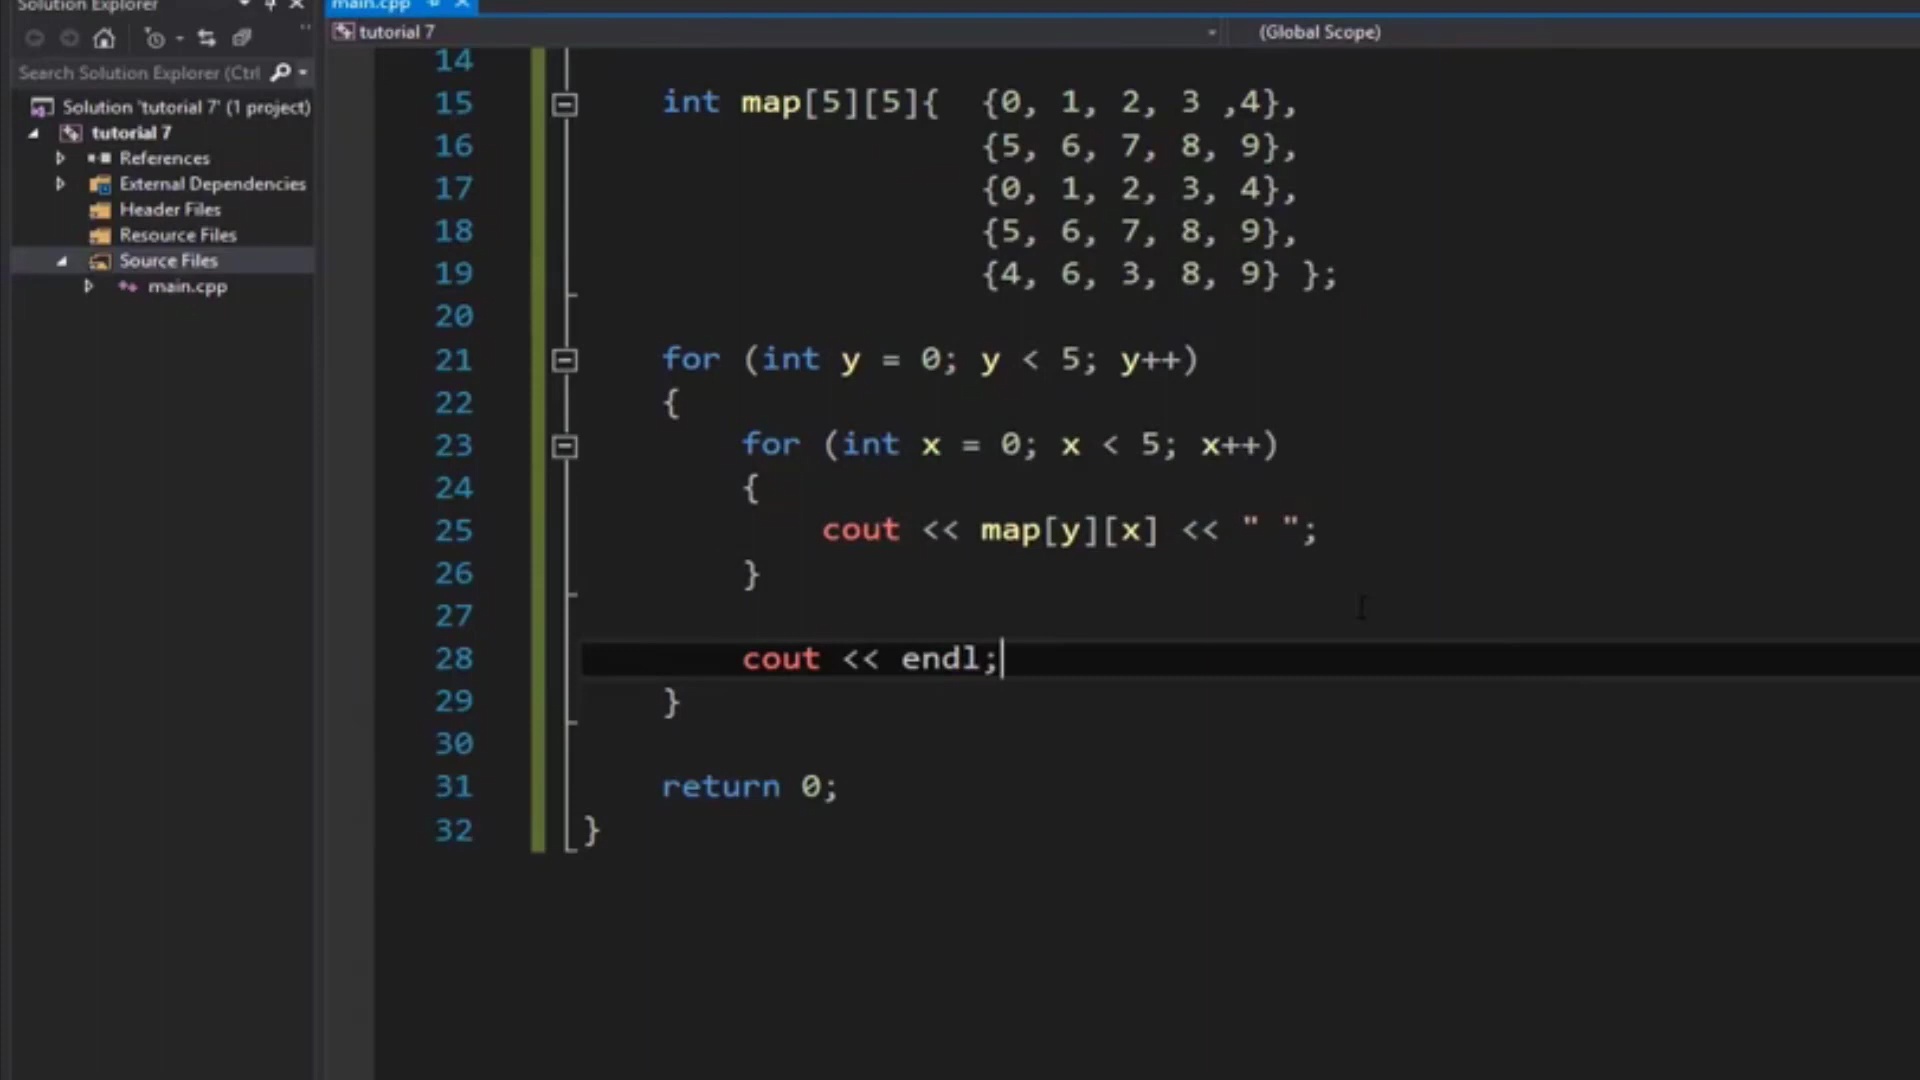 Solution Explorer
main.cpp
tutorial 7
(Global Scope)
Search Solution Explorer (Ctrl
Solution 'tutorial 7' (1 project)
tutorial 7
References
External Dependencies
Header Files
Resource Files
Source Files
main.cpp
14
15 int map[5][5]{ {0, 1, 2, 3 ,4},
16 {5, 6, 7, 8, 9},
17 {0, 1, 2, 3, 4},
18 {5, 6, 7, 8, 9},
19 {4, 6, 3, 8, 9} };
20
21 for (int y = 0; y < 5; y++)
22 {
23 for (int x = 0; x < 5; x++)
24 {
25 cout << map[y][x] << " ";
26 }
27
28 cout << endl;
29 }
30
31 return 0;
32 }